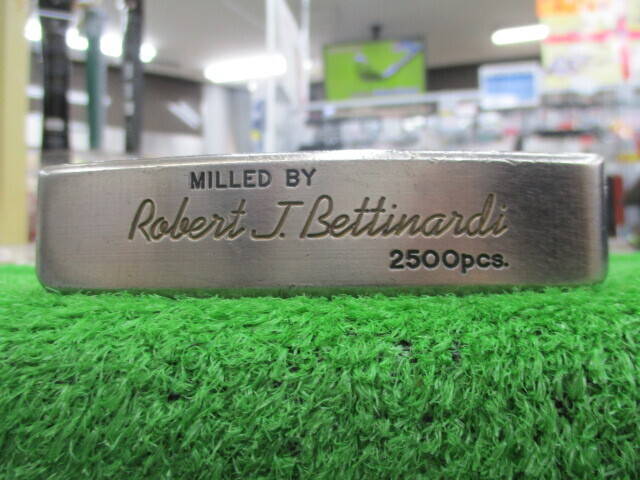 MILLED BY
Robert J. Bettinardi
2500pcs.